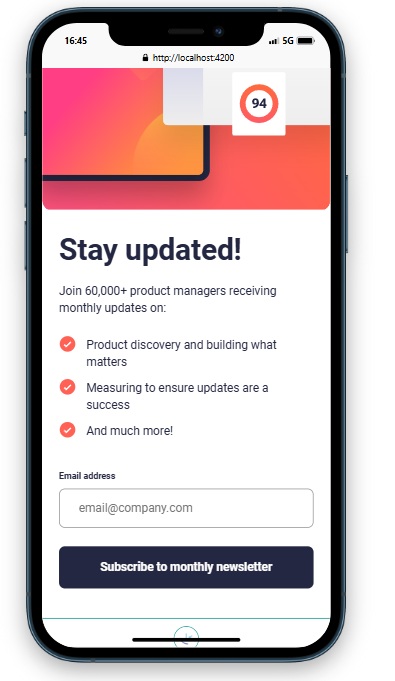 16:45
5G
http://localhost:4200
94
Stay updated!
Join 60,000+ product managers receiving
monthly updates on:
Product discovery and building what
matters
Measuring to ensure updates are a
success
And much more!
Email address
email@company.com
Subscribe to monthly newsletter